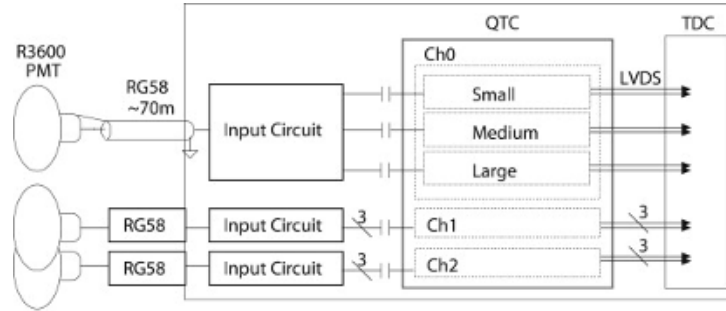 QTC
TDC
R3600
PMT
RG58
~70m
Input Circuit
Ch0
Small
Medium
Large
LVDS
RG58
Input Circuit
3
Ch1
3
RG58
Input Circuit
3
Ch2
3